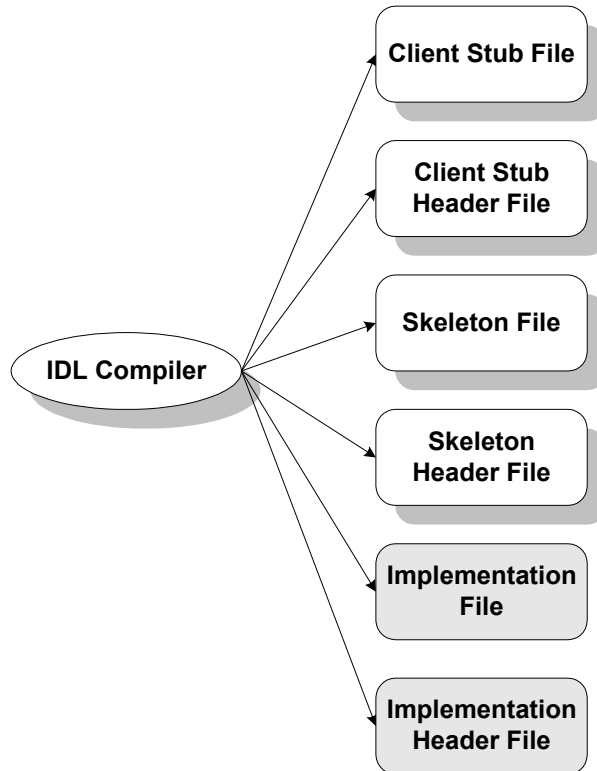 Client Stub File
Client Stub
Header File
Skeleton File
IDL Compiler
Skeleton
Header File
Implementation
File
Implementation
Header File